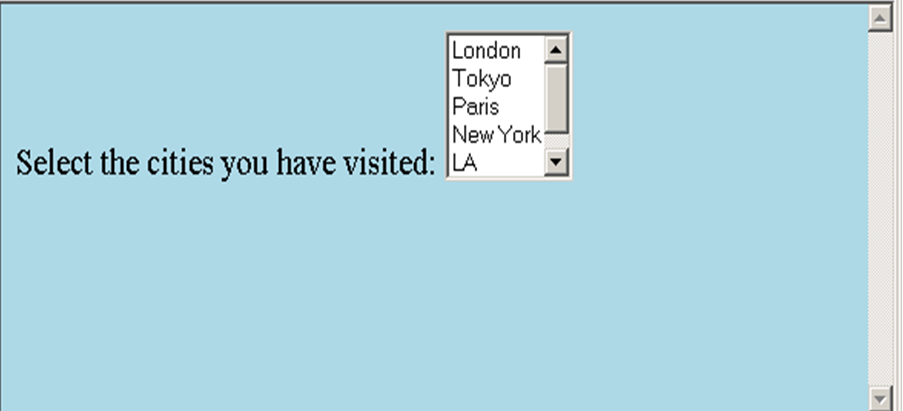 London
Tokyo
Paris
New York
Select the cities you have visited: LA